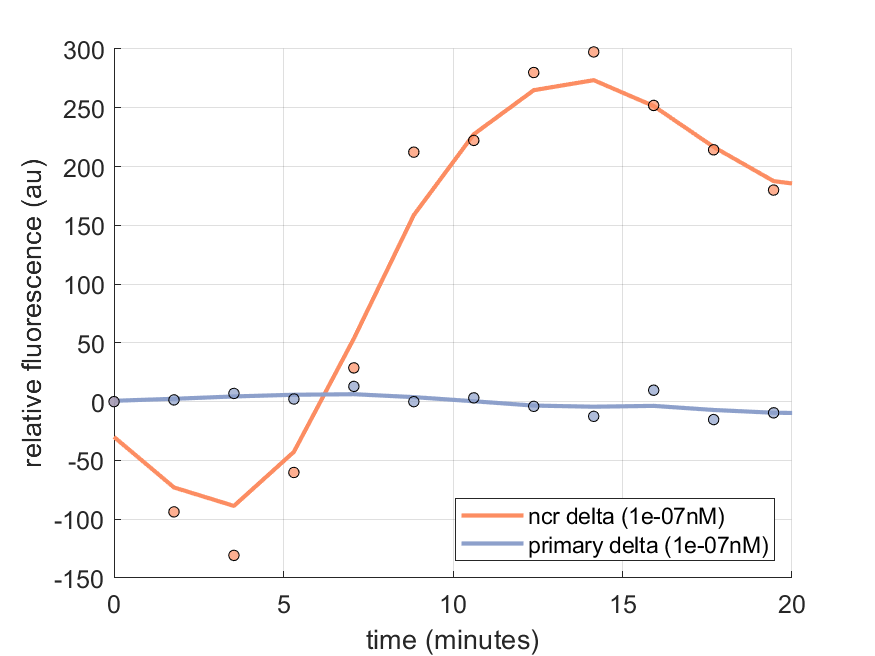 relative fluorescence (au)
300
250
200
150
100
50
0
-50
-100
-150
ncr delta (1e-07nM)
primary delta (1e-07nM)
0 5 10 15 20
time (minutes)